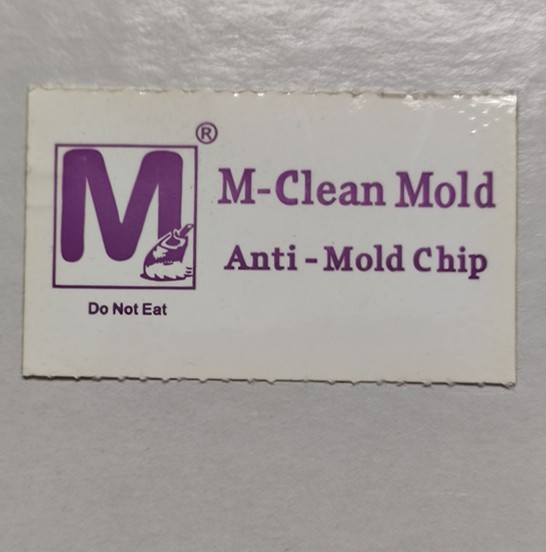 M®
M-Clean Mold
Anti-Mold Chip
Do Not Eat